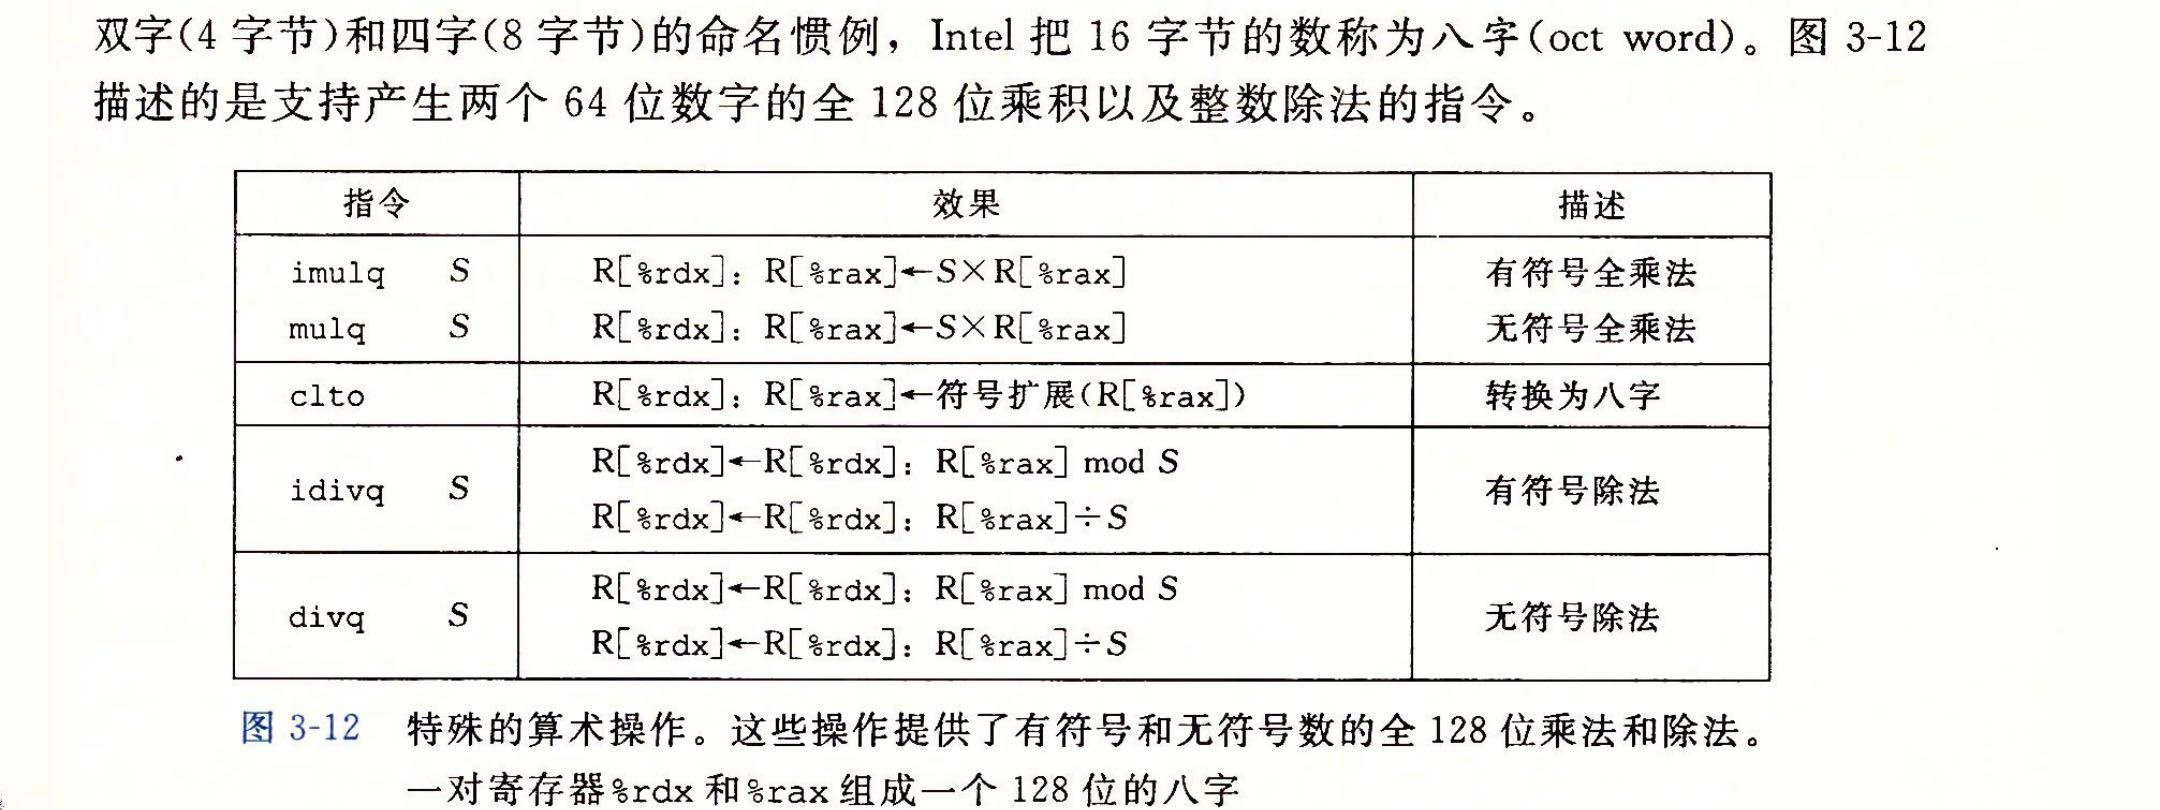 双字(4 字节)和四字(8 字节)的命名惯例，Intel 把 16 字节的数称为八字(oct word)。图 3-12
描述的是支持产生两个 64 位数字的全 128 位乘积以及整数除法的指令。
指令 效果 描述
imulq S R[%rdx]：R[%rax]←S×R[%rax] 有符号全乘法
mulq S R[%rdx]：R[%rax]←S×R[%rax] 无符号全乘法
clto R[%rdx]：R[%rax]←符号扩展(R[%rax]) 转换为八字
idivq S R[%rdx]←R[%rdx]：R[%rax] mod S 有符号除法
R[%rdx]←R[%rdx]：R[%rax]÷S
divq S R[%rdx]←R[%rdx]：R[%rax] mod S 无符号除法
R[%rdx]←R[%rdx]：R[%rax]÷S
图 3-12 特殊的算术操作。这些操作提供了有符号和无符号数的全 128 位乘法和除法。
一对寄存器%rdx 和%rax 组成一个 128 位的八字